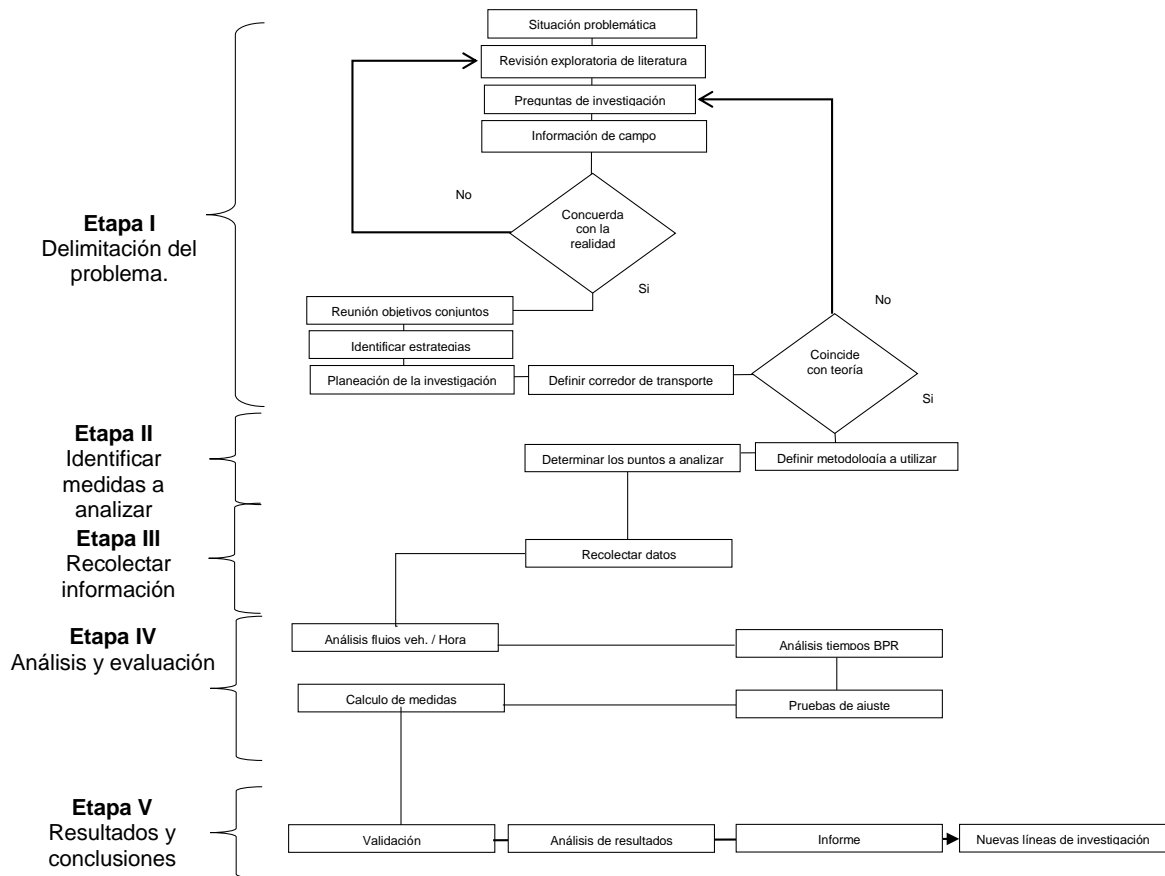 Situación problemática
Revisión exploratoria de literatura
Preguntas de investigación
Información de campo
No
Concuerda
con la
realidad
Si
Etapa I
Delimitación del
problema.
Reunión objetivos conjuntos
Identificar estrategias
Planeación de la investigación
Definir corredor de transporte
No
Coincide
con teoría
Si
Etapa II
Identificar
medidas a
analizar
Determinar los puntos a analizar
Definir metodología a utilizar
Etapa III
Recolectar
información
Recolectar datos
Etapa IV
Análisis y evaluación
Análisis flujos veh. / Hora
Análisis tiempos BPR
Calculo de medidas
Pruebas de ajuste
Etapa V
Resultados y
conclusiones
Validación
Análisis de resultados
Informe
Nuevas líneas de investigación